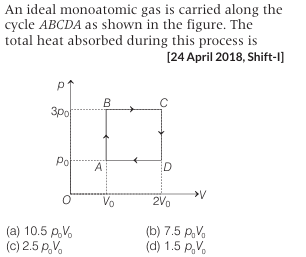 An ideal monoatomic gas is carried along the
cycle ABCDA as shown in the figure. The
total heat absorbed during this process is
[24 April 2018, Shift-I]
p
3p₀
B
C
p₀
A
D
O
V₀
2V₀
V
(a) 10.5 p₀V₀ (b) 7.5 p₀V₀
(c) 2.5 p₀V₀ (d) 1.5 p₀V₀